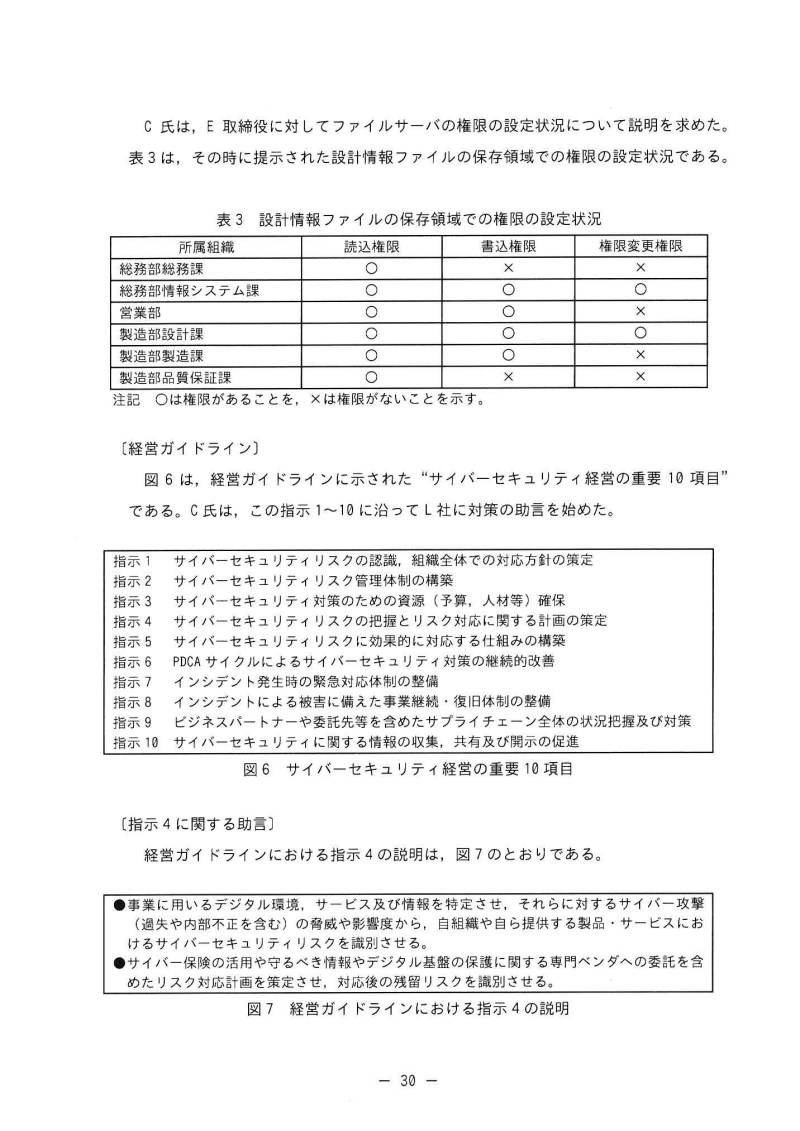 C 氏は，E 取締役に対してファイルサーバの権限の設定状況について説明を求めた。
表 3 は，その時に提示された設計情報ファイルの保存領域での権限の設定状況である。
表 3　設計情報ファイルの保存領域での権限の設定状況
所属組織　読込権限　書込権限　権限変更権限
総務部総務課　○　×　×
総務部情報システム課　○　○　○
営業部　○　○　×
製造部設計課　○　○　○
製造部製造課　○　○　×
製造部品質保証課　○　×　×
注記　○は権限があることを，×は権限がないことを示す。
〔経営ガイドライン〕
図 6 は，経営ガイドラインに示された“サイバーセキュリティ経営の重要 10 項目”
である。C 氏は，この指示 1～10 に沿って L 社に対策の助言を始めた。
指示 1　サイバーセキュリティリスクの認識，組織全体での対応方針の策定
指示 2　サイバーセキュリティリスク管理体制の構築
指示 3　サイバーセキュリティ対策のための資源（予算，人材等）確保
指示 4　サイバーセキュリティリスクの把握とリスク対応に関する計画の策定
指示 5　サイバーセキュリティリスクに効果的に対応する仕組みの構築
指示 6　PDCA サイクルによるサイバーセキュリティ対策の継続的改善
指示 7　インシデント発生時の緊急対応体制の整備
指示 8　インシデントによる被害に備えた事業継続・復旧体制の整備
指示 9　ビジネスパートナーや委託先等を含めたサプライチェーン全体の状況把握及び対策
指示 10　サイバーセキュリティに関する情報の収集，共有及び開示の促進
図 6　サイバーセキュリティ経営の重要 10 項目
〔指示 4 に関する助言〕
経営ガイドラインにおける指示 4 の説明は，図 7 のとおりである。
●事業に用いるデジタル環境，サービス及び情報を特定させ，それらに対するサイバー攻撃
（過失や内部不正を含む）の脅威や影響度から，自組織や自ら提供する製品・サービスにお
けるサイバーセキュリティリスクを識別させる。
●サイバー保険の活用や守るべき情報やデジタル基盤の保護に関する専門ベンダへの委託を含
めたリスク対応計画を策定させ，対応後の残留リスクを識別させる。
図 7　経営ガイドラインにおける指示 4 の説明
― 30 ―